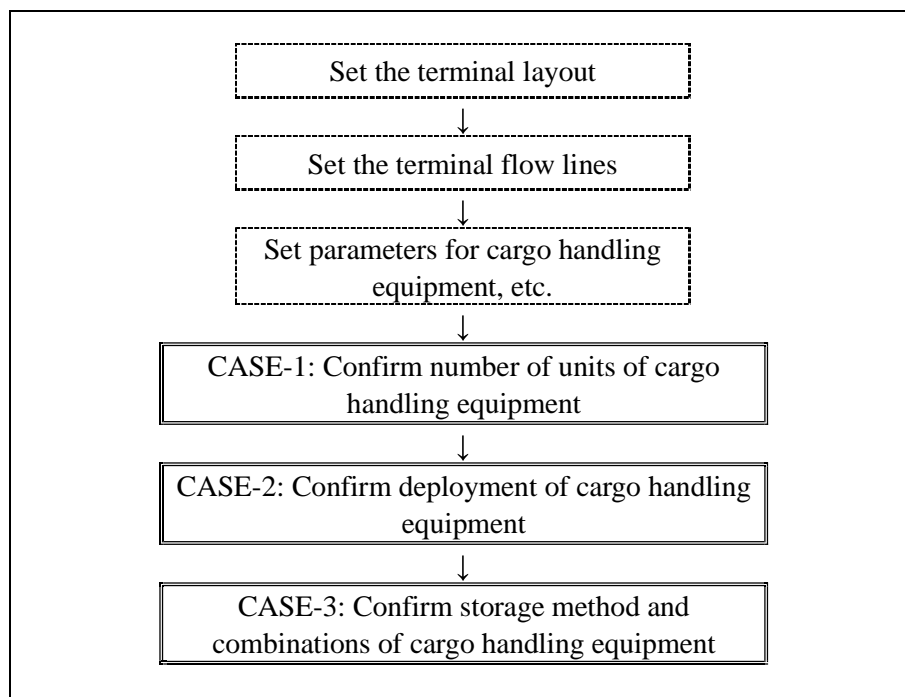 Set the terminal layout
↓
Set the terminal flow lines
↓
Set parameters for cargo handling
equipment, etc.
↓
CASE-1: Confirm number of units of cargo
handling equipment
↓
CASE-2: Confirm deployment of cargo handling
equipment
↓
CASE-3: Confirm storage method and
combinations of cargo handling equipment